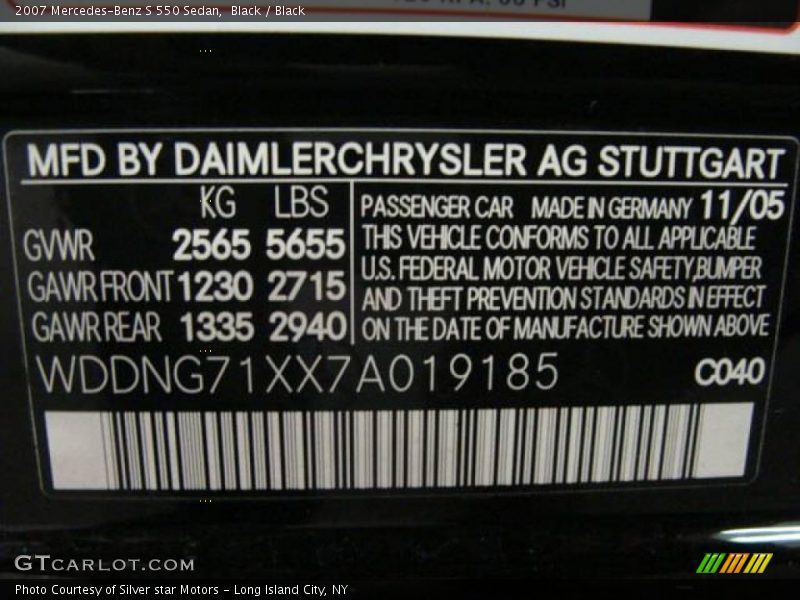 2007 Mercedes-Benz S 550 Sedan, Black / Black
MFD BY DAIMLERCHRYSLER AG STUTTGART
KG LBS
GVWR 2565 5655
GAWR FRONT 1230 2715
GAWR REAR 1335 2940
PASSENGER CAR MADE IN GERMANY 11/05
THIS VEHICLE CONFORMS TO ALL APPLICABLE
U.S. FEDERAL MOTOR VEHICLE SAFETY,BUMPER
AND THEFT PREVENTION STANDARDS IN EFFECT
ON THE DATE OF MANUFACTURE SHOWN ABOVE
WDDNG71XX7A019185 C040
GTCARLOT.COM
Photo Courtesy of Silver star Motors - Long Island City, NY